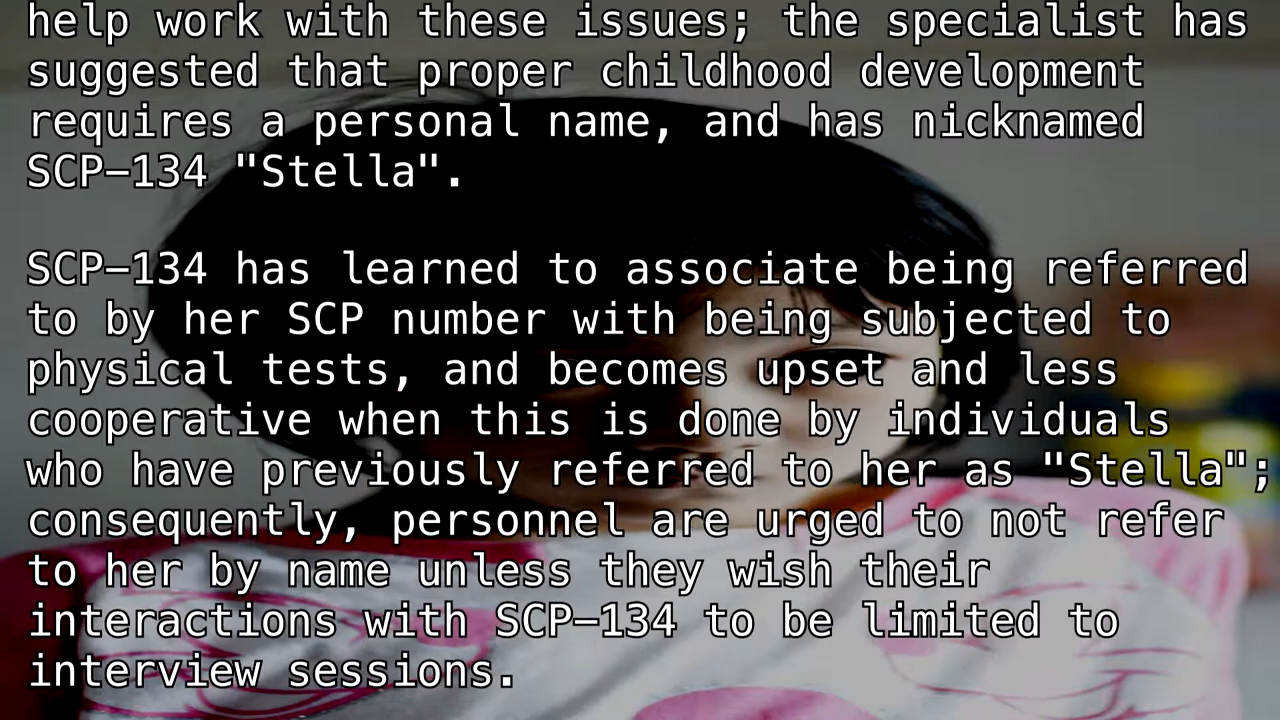 help work with these issues; the specialist has
suggested that proper childhood development
requires a personal name, and has nicknamed
SCP-134 "Stella".
SCP-134 has learned to associate being referred
to by her SCP number with being subjected to
physical tests, and becomes upset and less
cooperative when this is done by individuals
who have previously referred to her as "Stella";
consequently, personnel are urged to not refer
to her by name unless they wish their
interactions with SCP-134 to be limited to
interview sessions.